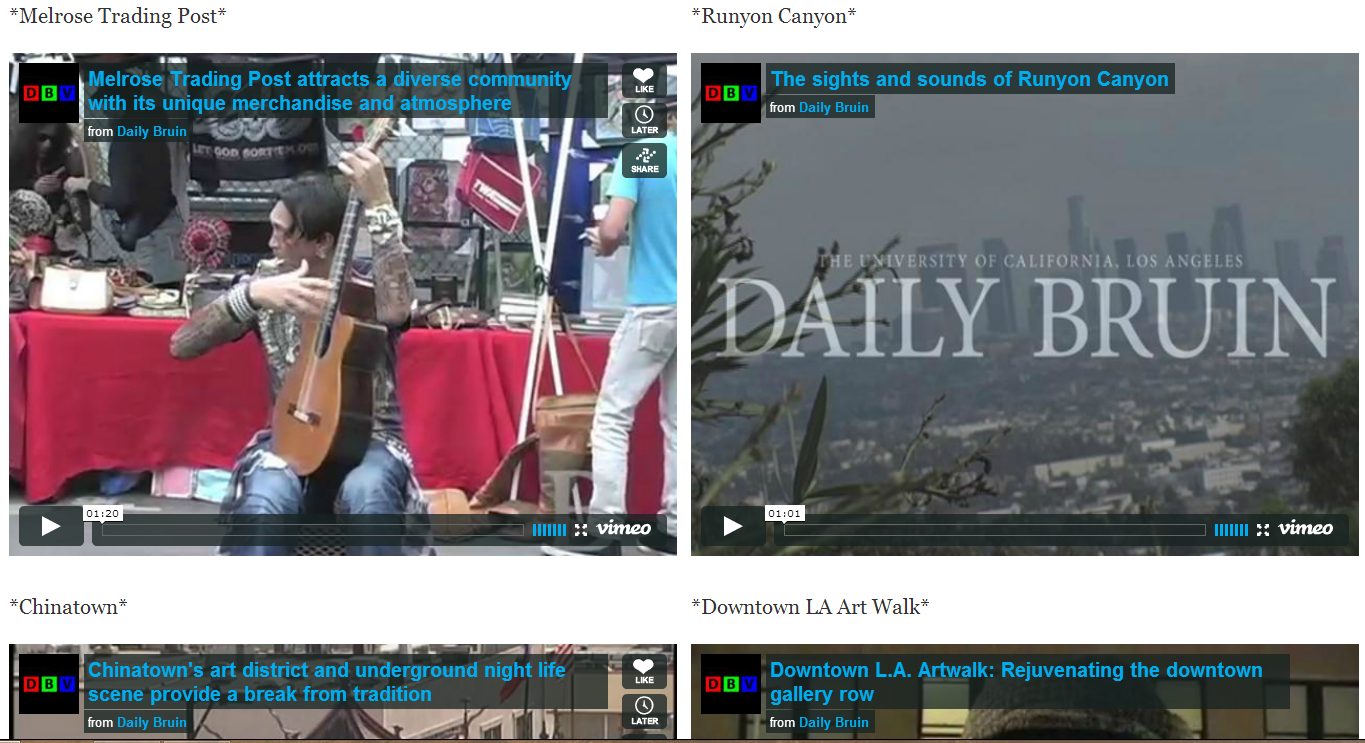 *Melrose Trading Post*
*Runyon Canyon*
DBV
Melrose Trading Post attracts a diverse community
with its unique merchandise and atmosphere
from Daily Bruin
LIKE
LATER
SHARE
LET GOD SORT 'EM OUT
TWA
01:20
vimeo
DBV
The sights and sounds of Runyon Canyon
from Daily Bruin
THE UNIVERSITY OF CALIFORNIA, LOS ANGELES
DAILY BRUIN
01:01
vimeo
*Chinatown*
*Downtown LA Art Walk*
DBV
Chinatown's art district and underground night life
scene provide a break from tradition
from Daily Bruin
LIKE
LATER
DBV
Downtown L.A. Artwalk: Rejuvenating the downtown
gallery row
from Daily Bruin